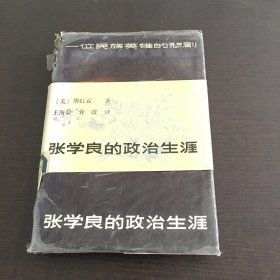 一位民族英雄的悲剧
〔美〕傅虹霖 著
王海晨 胥波 译
张学良的政治生涯
张学良的政治生涯